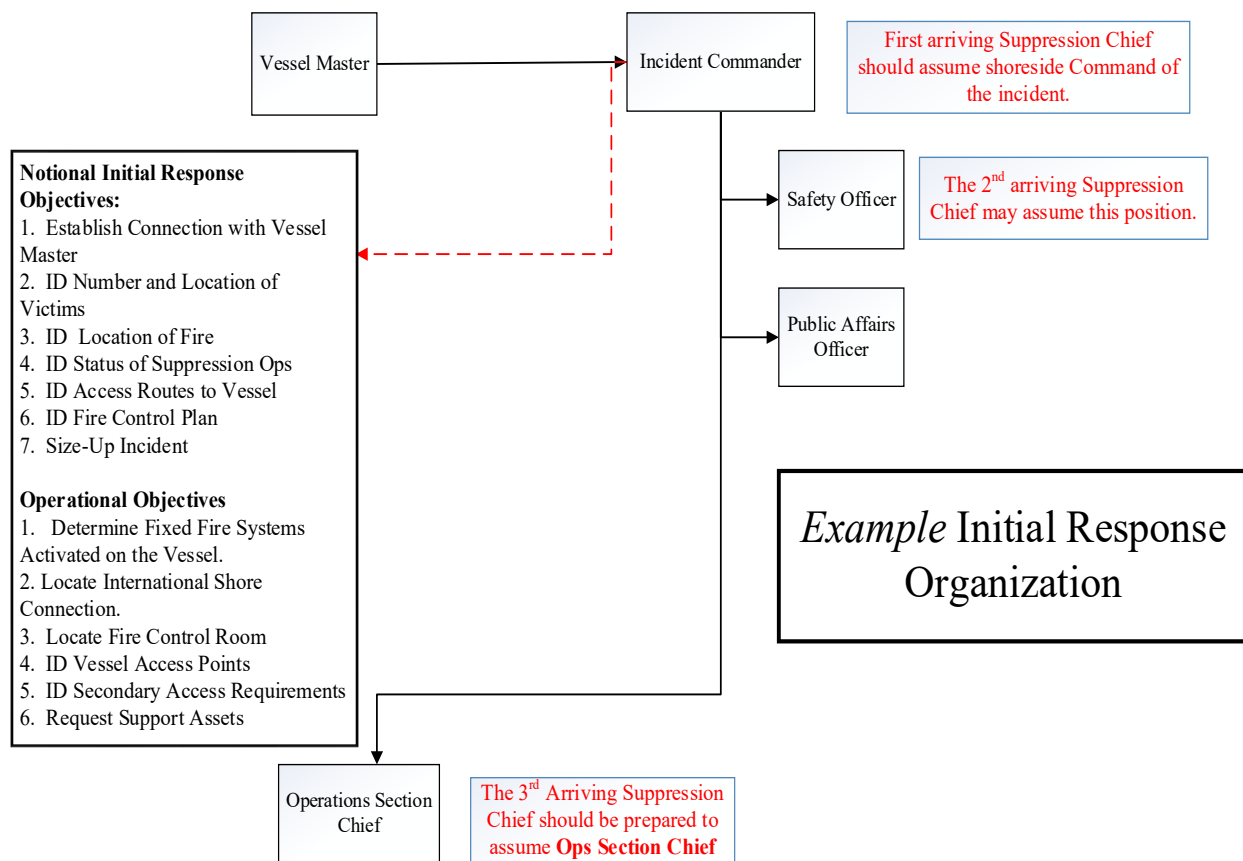 Vessel Master
Incident Commander
First arriving Suppression Chief
should assume shoreside Command of
the incident.
Notional Initial Response
Objectives:
1.  Establish Connection with Vessel
Master
2.  ID Number and Location of
Victims
3.  ID  Location of Fire
4.  ID Status of Suppression Ops
5.  ID Access Routes to Vessel
6.  ID Fire Control Plan
7.  Size-Up Incident
Operational Objectives
1.   Determine Fixed Fire Systems
Activated on the Vessel.
2. Locate International Shore
Connection.
3.  Locate Fire Control Room
4.  ID Vessel Access Points
5.  ID Secondary Access Requirements
6.  Request Support Assets
Safety Officer
The 2nd arriving Suppression
Chief may assume this position.
Public Affairs
Officer
Example Initial Response
Organization
Operations Section
Chief
The 3rd Arriving Suppression
Chief should be prepared to
assume Ops Section Chief